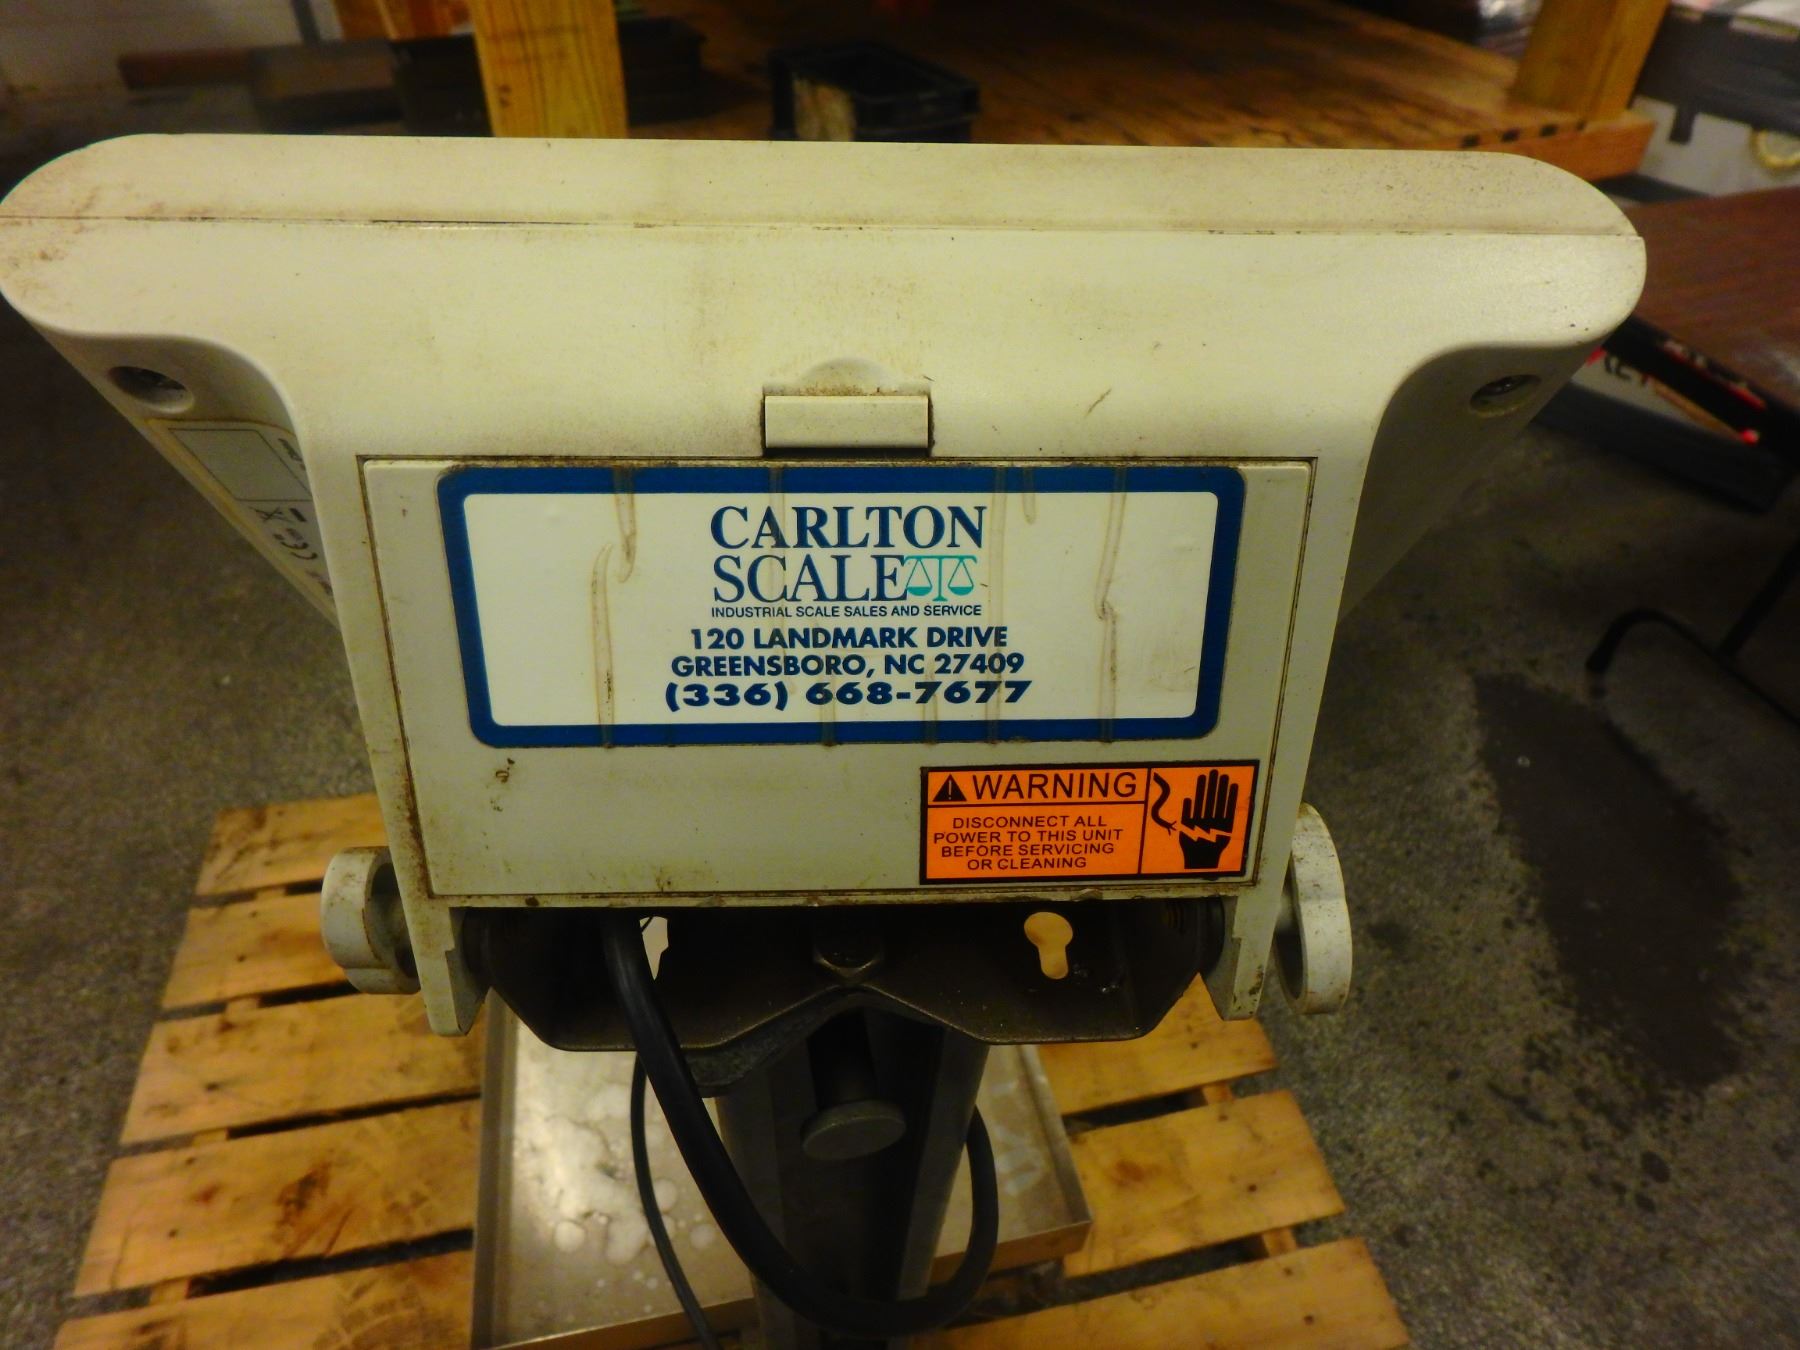 CARLTON
SCALE
INDUSTRIAL SCALE SALES AND SERVICE
120 LANDMARK DRIVE
GREENSBORO, NC 27409
(336) 668-7677
WARNING
DISCONNECT ALL
POWER TO THIS UNIT
BEFORE SERVICING
OR CLEANING